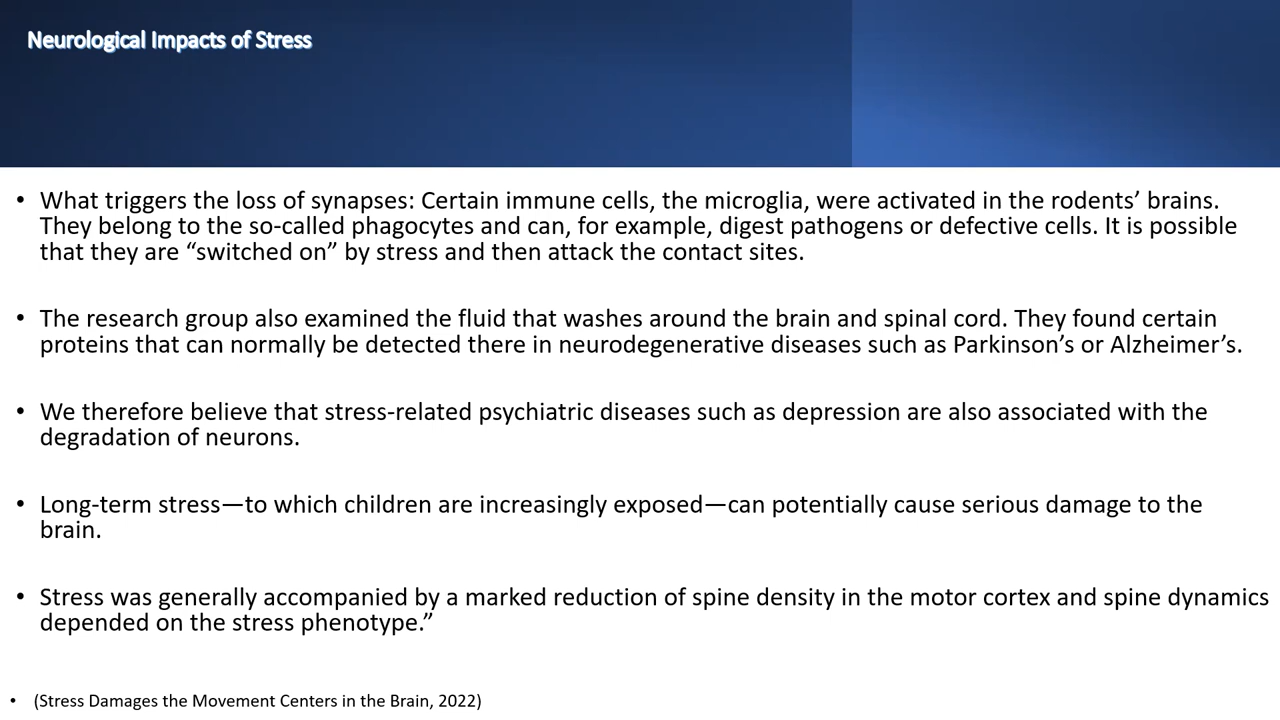 Neurological Impacts of Stress
• What triggers the loss of synapses: Certain immune cells, the microglia, were activated in the rodents’ brains.
They belong to the so-called phagocytes and can, for example, digest pathogens or defective cells. It is possible
that they are “switched on” by stress and then attack the contact sites.
• The research group also examined the fluid that washes around the brain and spinal cord. They found certain
proteins that can normally be detected there in neurodegenerative diseases such as Parkinson’s or Alzheimer’s.
• We therefore believe that stress-related psychiatric diseases such as depression are also associated with the
degradation of neurons.
• Long-term stress—to which children are increasingly exposed—can potentially cause serious damage to the
brain.
• Stress was generally accompanied by a marked reduction of spine density in the motor cortex and spine dynamics
depended on the stress phenotype.”
• (Stress Damages the Movement Centers in the Brain, 2022)